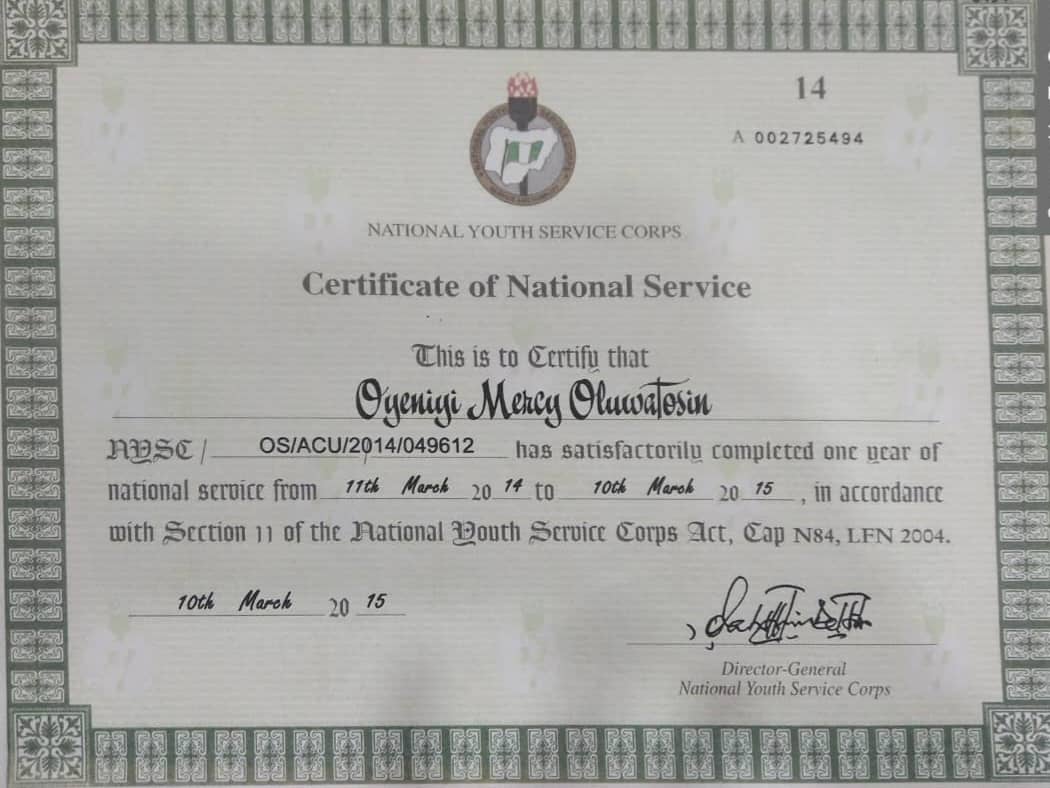 14
A 002725494
NATIONAL YOUTH SERVICE CORPS
Certificate of National Service
This is to Certify that
Oyeniyi Mercy Oluwatosin
NYSC / OS/ACU/2014/049612 has satisfactorily completed one year of
national service from 11th March 20 14 to 10th March 20 15 , in accordance
with Section 11 of the National Youth Service Corps Act, Cap N84, LFN 2004.
10th March 20 15
Director-General
National Youth Service Corps